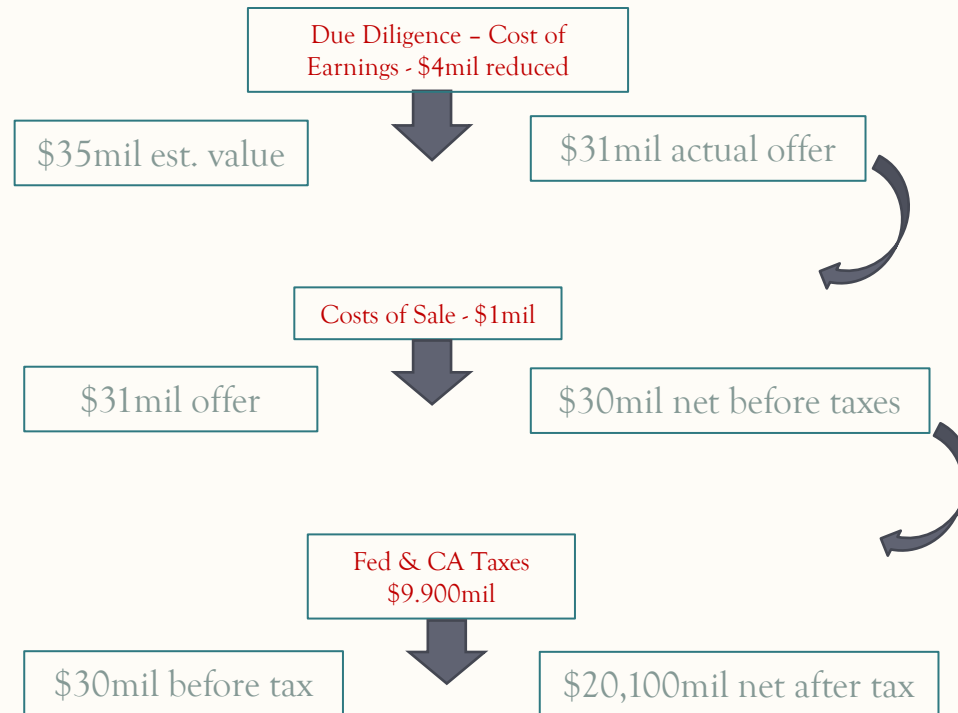 Due Diligence – Cost of
Earnings - $4mil reduced
$35mil est. value
$31mil actual offer
Costs of Sale - $1mil
$31mil offer
$30mil net before taxes
Fed & CA Taxes
$9.900mil
$30mil before tax
$20,100mil net after tax